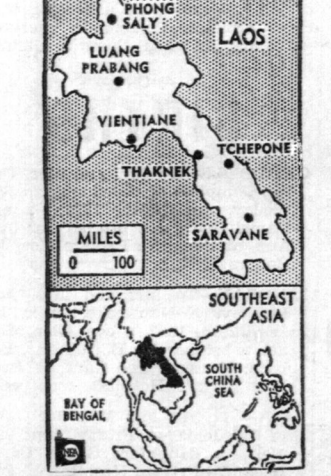 PHONG
SALY
LAOS
LUANG
PRABANG
VIENTIANE
TCHEPONE
THAKNEK
SARAVANE
MILES
0 100
SOUTHEAST
ASIA
SOUTH
CHINA
SEA
BAY OF
BENGAL
NEA